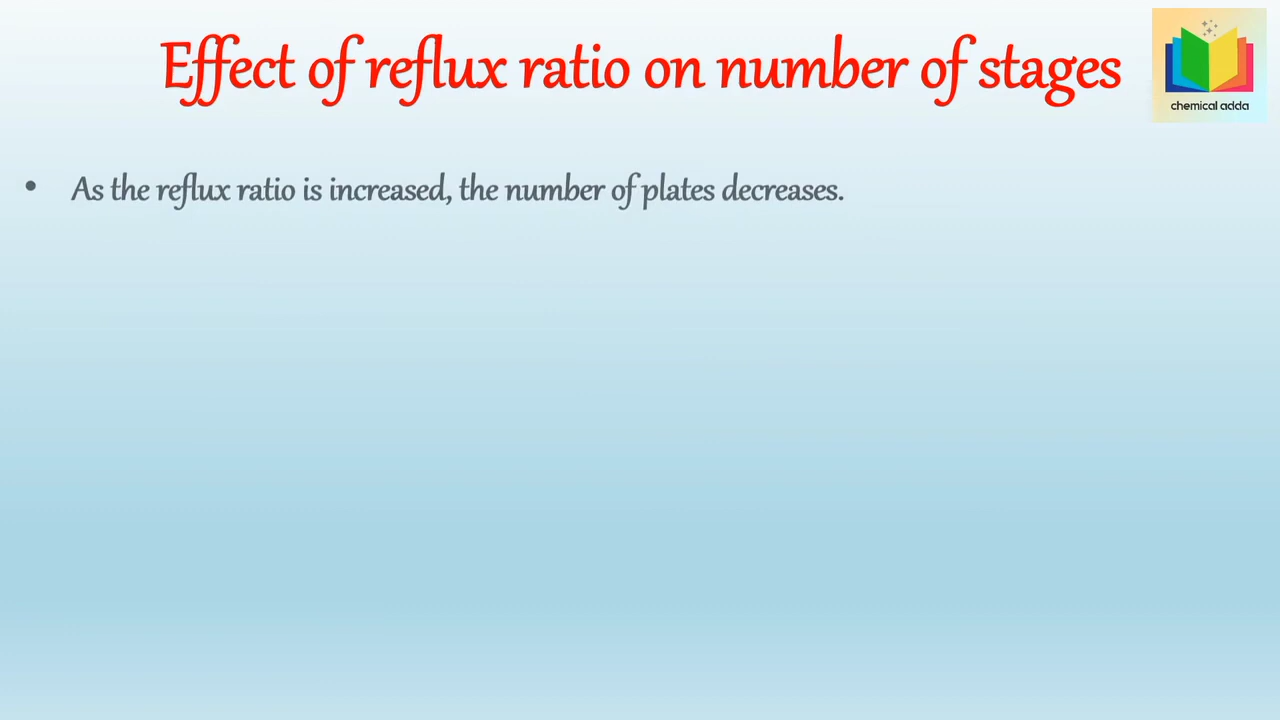 Effect of reflux ratio on number of stages
chemical adda
• As the reflux ratio is increased, the number of plates decreases.